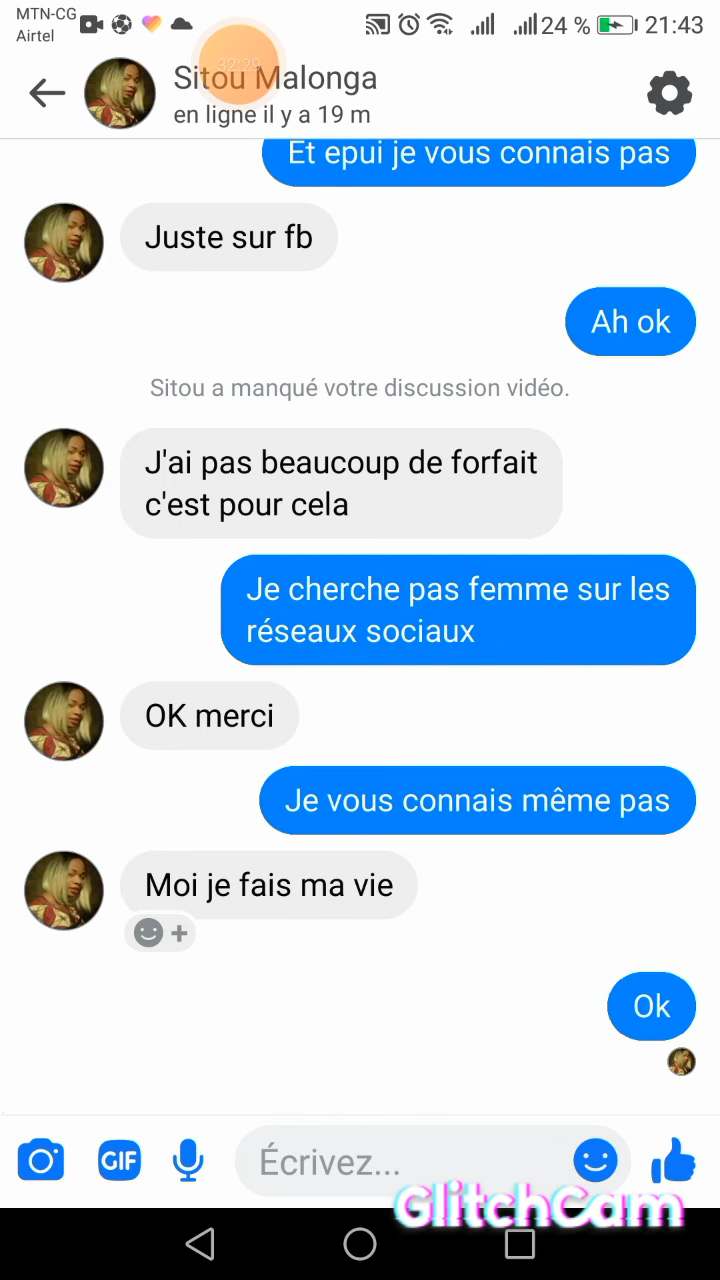 MTN-CG
Airtel
24 %
21:43
32:29
Sitou Malonga
en ligne il y a 19 m
Et epui je vous connais pas
Juste sur fb
Ah ok
Sitou a manqué votre discussion vidéo.
J'ai pas beaucoup de forfait
c'est pour cela
Je cherche pas femme sur les
réseaux sociaux
OK merci
Je vous connais même pas
Moi je fais ma vie
Ok
GIF
Écrivez...
GlitchCam